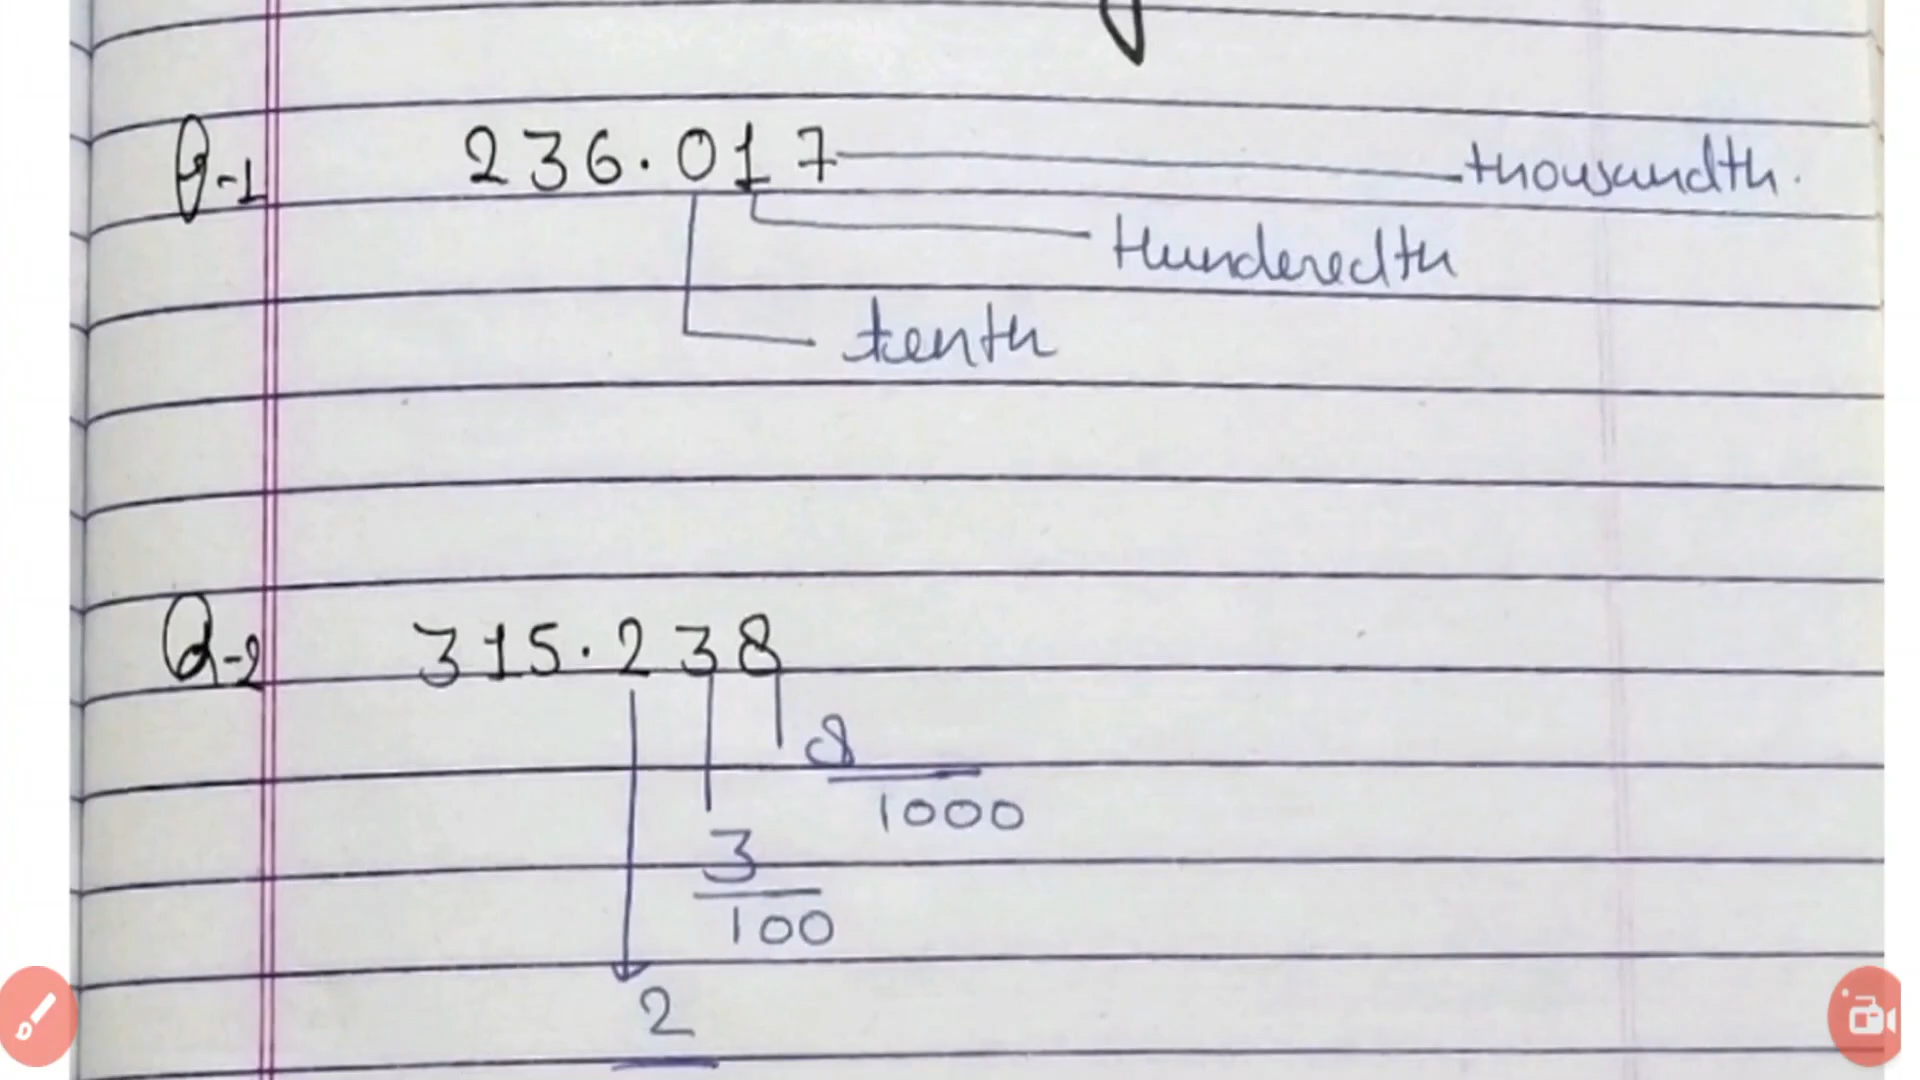 Q-1 236.017 thousandth.
Hunderedth
tenth
Q-2 315.238
8
1000
3
100
2